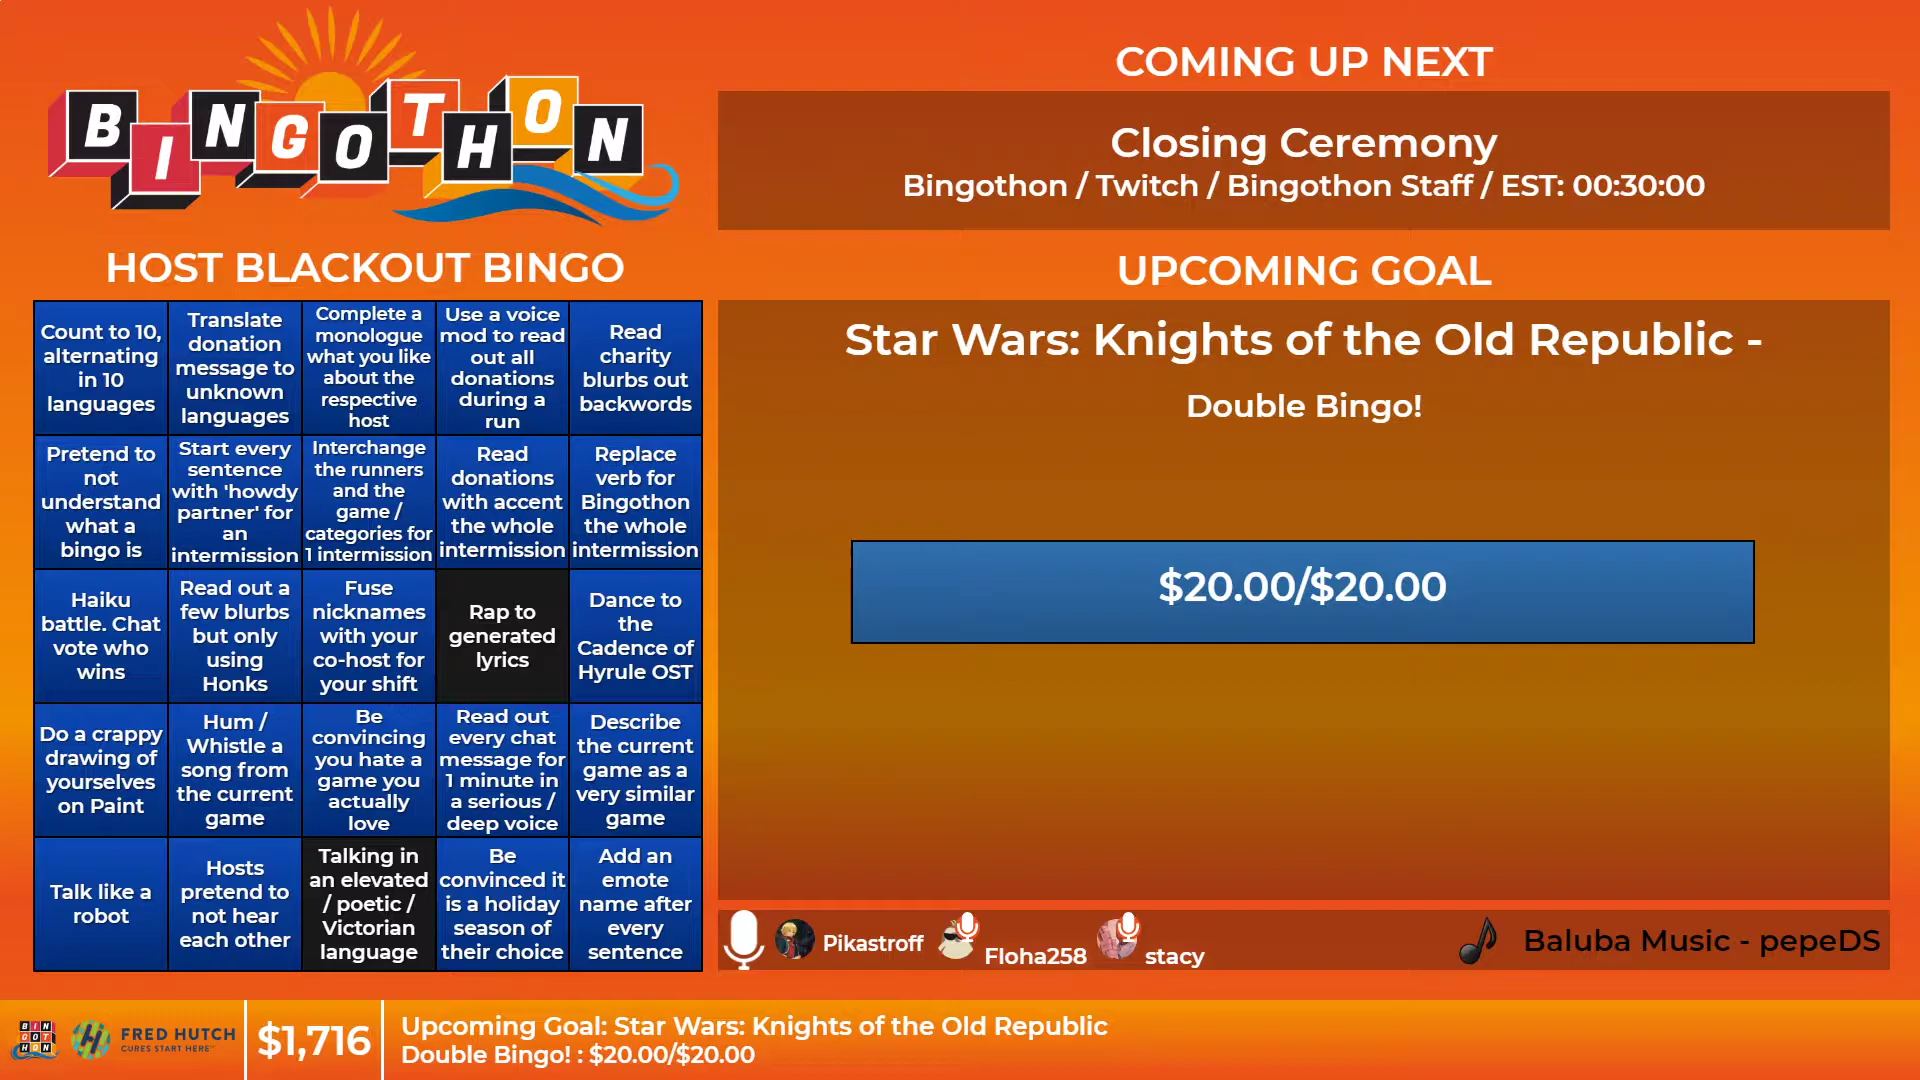 BINGOTHON
COMING UP NEXT
Closing Ceremony
Bingothon / Twitch / Bingothon Staff / EST: 00:30:00
HOST BLACKOUT BINGO
Count to 10,
alternating
in 10
languages
Translate
donation
message to
unknown
languages
Complete a
monologue
what you like
about the
respective
host
Use a voice
mod to read
out all
donations
during a
run
Read
charity
blurbs out
backwords
Pretend to
not
understand
what a
bingo is
Start every
sentence
with 'howdy
partner' for
an
intermission
Interchange
the runners
and the
game /
categories for
1 intermission
Read
donations
with accent
the whole
intermission
Replace
verb for
Bingothon
the whole
intermission
Haiku
battle. Chat
vote who
wins
Read out a
few blurbs
but only
using
Honks
Fuse
nicknames
with your
co-host for
your shift
Rap to
generated
lyrics
Dance to
the
Cadence of
Hyrule OST
Do a crappy
drawing of
yourselves
on Paint
Hum /
Whistle a
song from
the current
game
Be
convincing
you hate a
game you
actually
love
Read out
every chat
message for
1 minute in
a serious /
deep voice
Describe
the current
game as a
very similar
game
Talk like a
robot
Hosts
pretend to
not hear
each other
Talking in
an elevated
/ poetic /
Victorian
language
Be
convinced it
is a holiday
season of
their choice
Add an
emote
name after
every
sentence
UPCOMING GOAL
Star Wars: Knights of the Old Republic -
Double Bingo!
$20.00/$20.00
Pikastroff
Floha258
stacy
Baluba Music - pepeDS
BIN
GOT
HON
FRED HUTCH
CURES START HERE™
$1,716
Upcoming Goal: Star Wars: Knights of the Old Republic
Double Bingo! : $20.00/$20.00